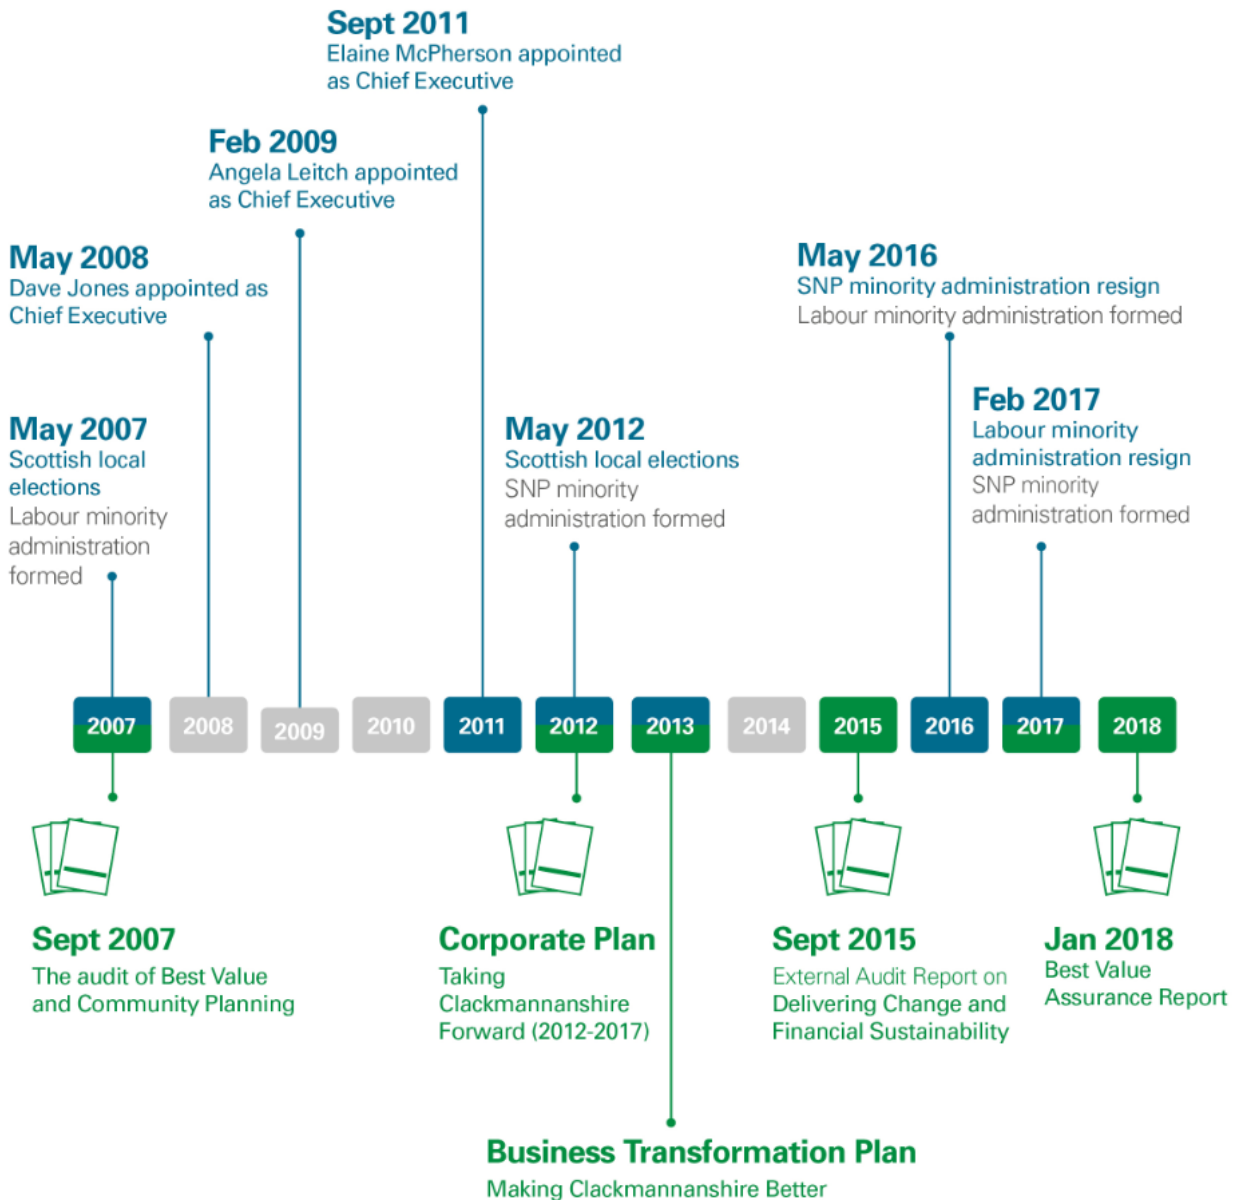 Sept 2011
Elaine McPherson appointed
as Chief Executive
Feb 2009
Angela Leitch appointed
as Chief Executive
May 2008
Dave Jones appointed as
Chief Executive
May 2016
SNP minority administration resign
Labour minority administration formed
May 2007
Scottish local
elections
Labour minority
administration
formed
May 2012
Scottish local elections
SNP minority
administration formed
Feb 2017
Labour minority
administration resign
SNP minority
administration formed
2007
2008
2009
2010
2011
2012
2013
2014
2015
2016
2017
2018
Sept 2007
The audit of Best Value
and Community Planning
Corporate Plan
Taking
Clackmannanshire
Forward (2012-2017)
Sept 2015
External Audit Report on
Delivering Change and
Financial Sustainability
Jan 2018
Best Value
Assurance Report
Business Transformation Plan
Making Clackmannanshire Better